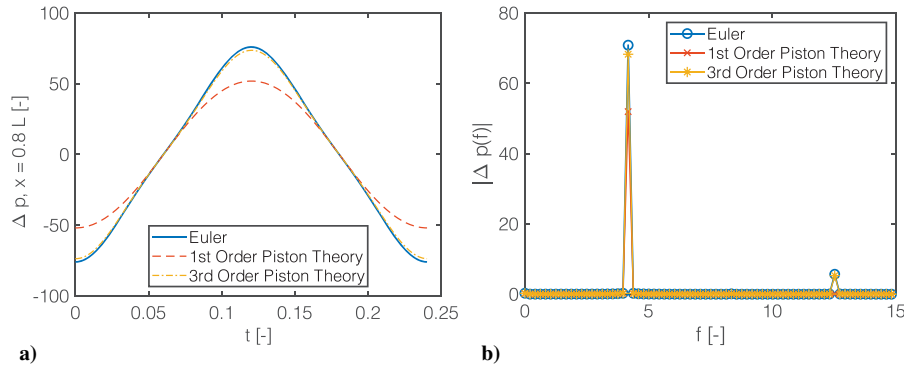 100
50
0
-50
-100
Δ p, x = 0.8 L [-]
Euler
1st Order Piston Theory
3rd Order Piston Theory
0 0.05 0.1 0.15 0.2 0.25
t [-]
a)
80
60
40
20
0
|Δ p(f)|
Euler
1st Order Piston Theory
3rd Order Piston Theory
0 5 10 15
f [-]
b)